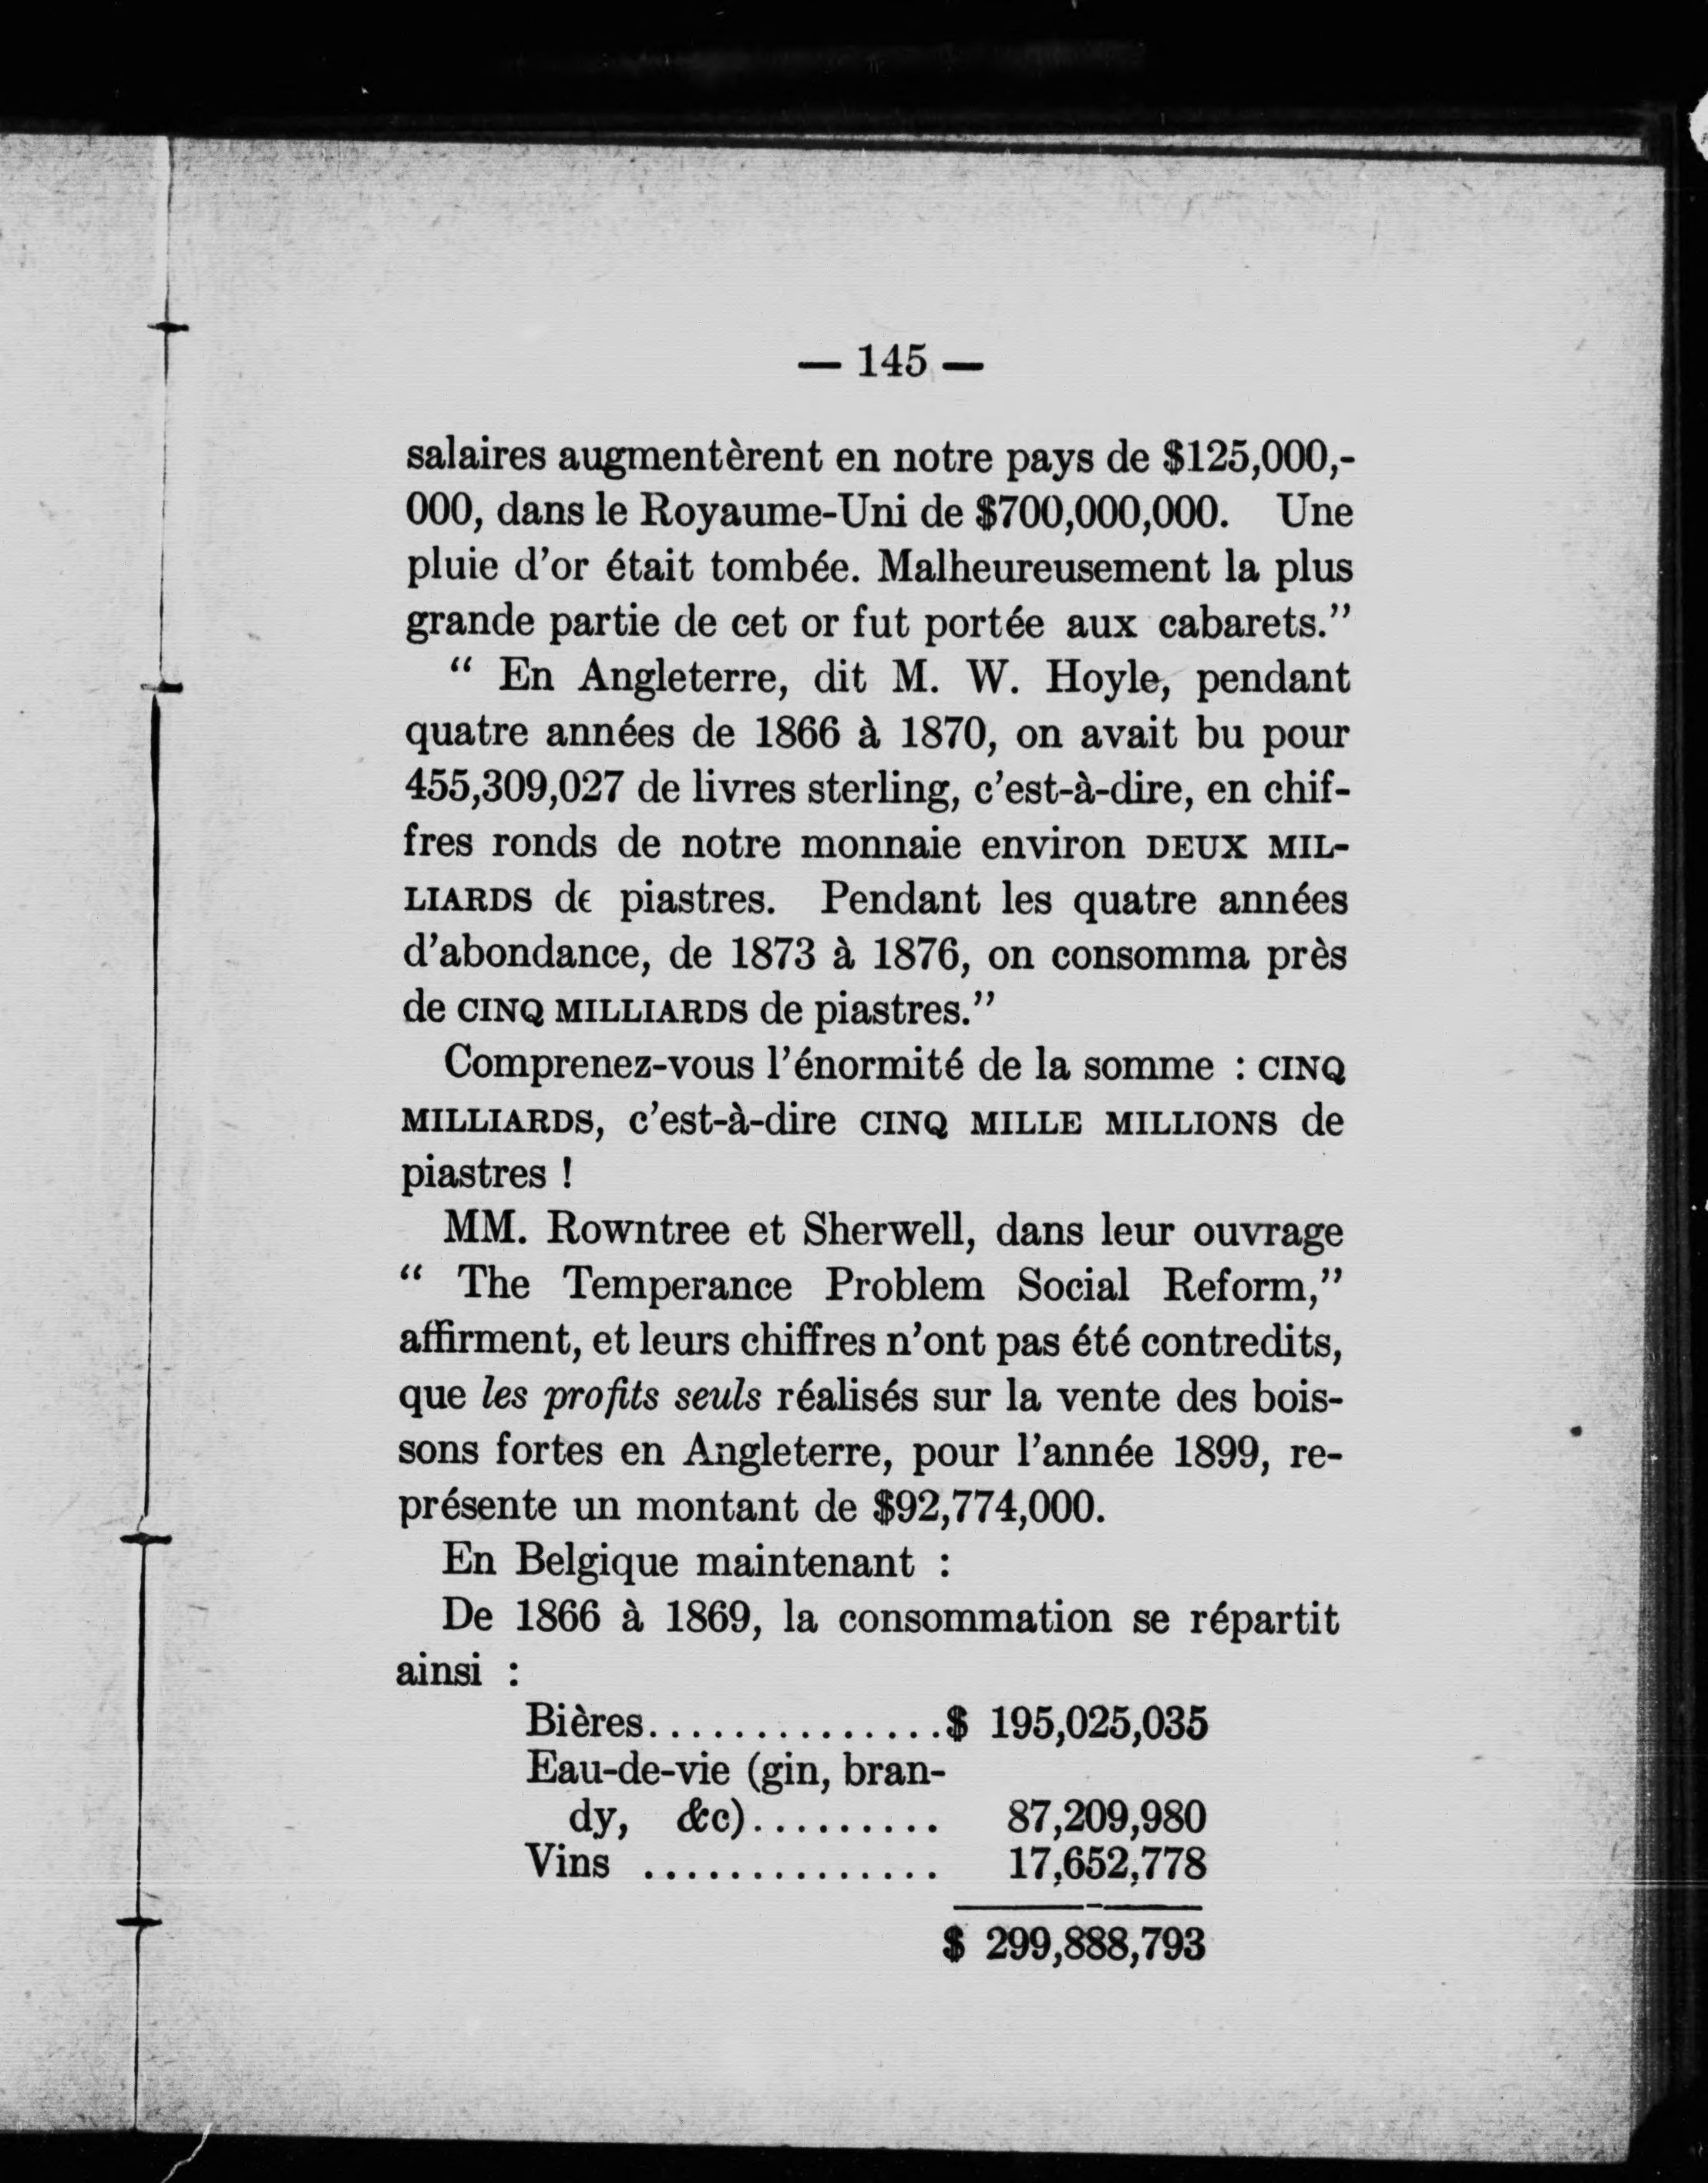 — 145 —
salaires augmentèrent en notre pays de $125,000,-
000, dans le Royaume-Uni de $700,000,000. Une
pluie d'or était tombée. Malheureusement la plus
grande partie de cet or fut portée aux cabarets."
" En Angleterre, dit M. W. Hoyle, pendant
quatre années de 1866 à 1870, on avait bu pour
455,309,027 de livres sterling, c'est-à-dire, en chif-
fres ronds de notre monnaie environ DEUX MIL-
LIARDS de piastres. Pendant les quatre années
d'abondance, de 1873 à 1876, on consomma près
de CINQ MILLIARDS de piastres."
Comprenez-vous l'énormité de la somme : CINQ
MILLIARDS, c'est-à-dire CINQ MILLE MILLIONS de
piastres !
MM. Rowntree et Sherwell, dans leur ouvrage
" The Temperance Problem Social Reform,"
affirment, et leurs chiffres n'ont pas été contredits,
que les profits seuls réalisés sur la vente des bois-
sons fortes en Angleterre, pour l'année 1899, re-
présente un montant de $92,774,000.
En Belgique maintenant :
De 1866 à 1869, la consommation se répartit
ainsi :
Bières..............$ 195,025,035
Eau-de-vie (gin, bran-
dy, &c)......... 87,209,980
Vins .............. 17,652,778
$ 299,888,793